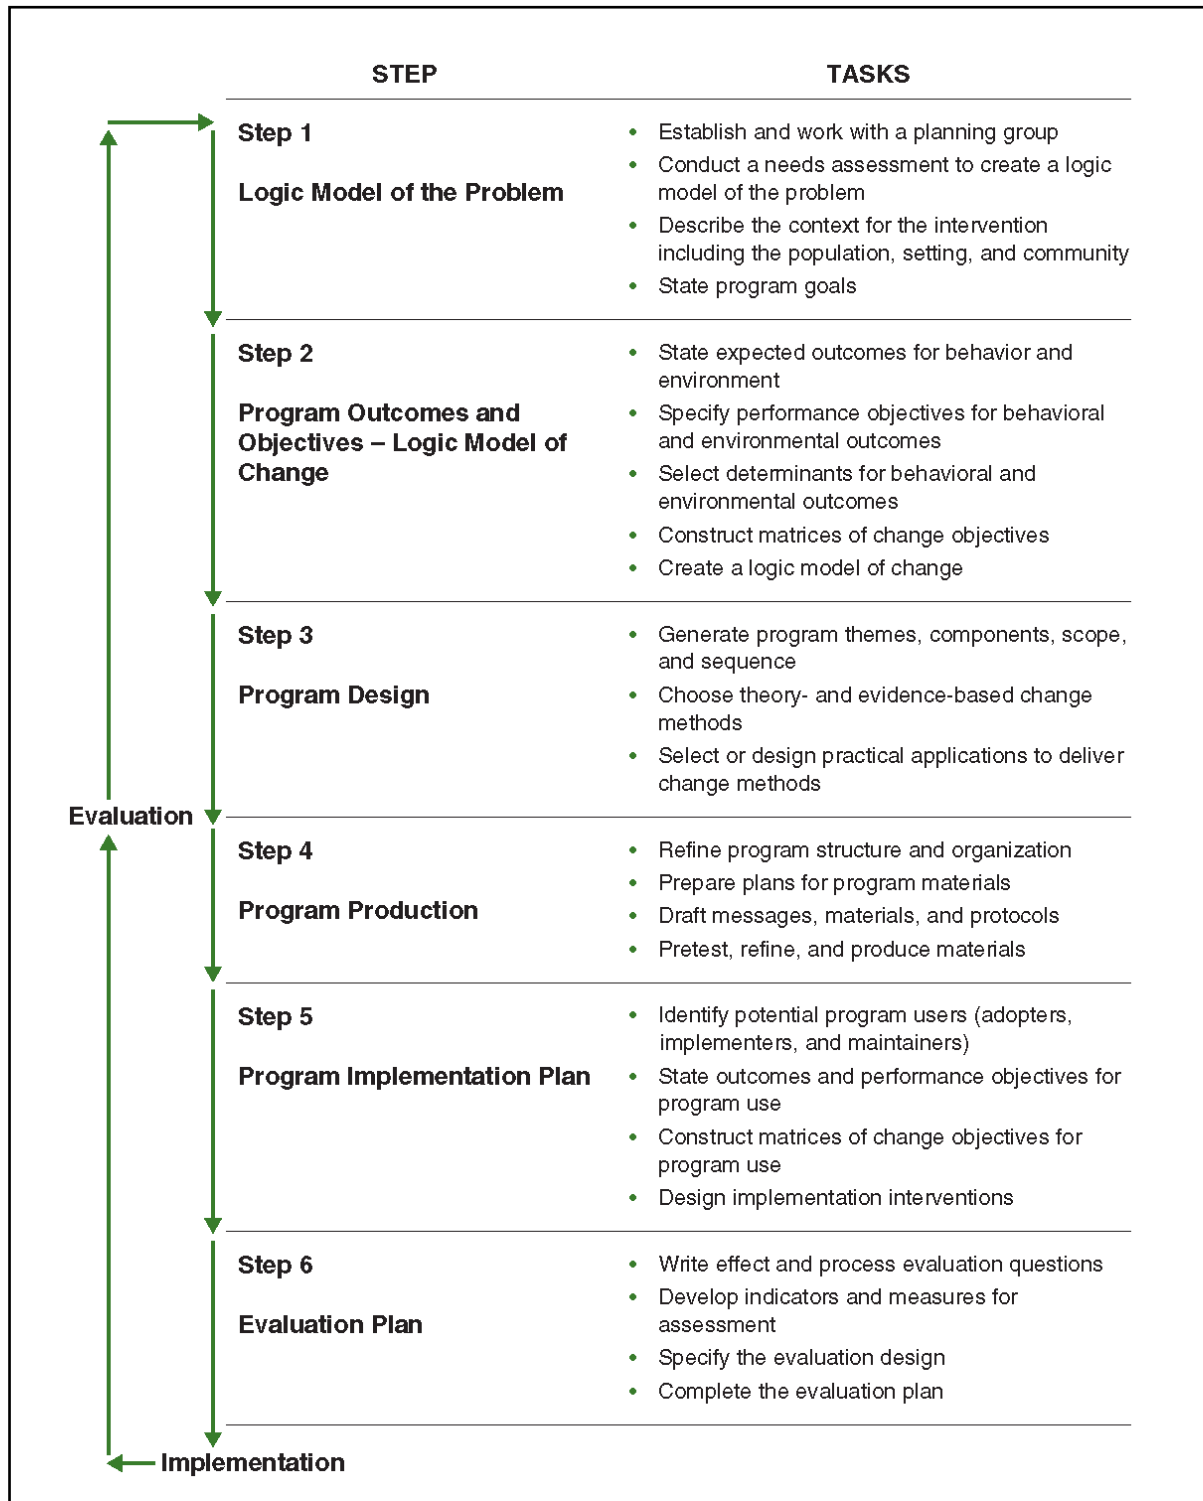 STEP
TASKS
Step 1
Logic Model of the Problem
• Establish and work with a planning group
• Conduct a needs assessment to create a logic
model of the problem
• Describe the context for the intervention
including the population, setting, and community
• State program goals
Step 2
Program Outcomes and
Objectives – Logic Model of
Change
• State expected outcomes for behavior and
environment
• Specify performance objectives for behavioral
and environmental outcomes
• Select determinants for behavioral and
environmental outcomes
• Construct matrices of change objectives
• Create a logic model of change
Step 3
Program Design
• Generate program themes, components, scope,
and sequence
• Choose theory- and evidence-based change
methods
• Select or design practical applications to deliver
change methods
Evaluation
Step 4
Program Production
• Refine program structure and organization
• Prepare plans for program materials
• Draft messages, materials, and protocols
• Pretest, refine, and produce materials
Step 5
Program Implementation Plan
• Identify potential program users (adopters,
implementers, and maintainers)
• State outcomes and performance objectives for
program use
• Construct matrices of change objectives for
program use
• Design implementation interventions
Step 6
Evaluation Plan
• Write effect and process evaluation questions
• Develop indicators and measures for
assessment
• Specify the evaluation design
• Complete the evaluation plan
Implementation